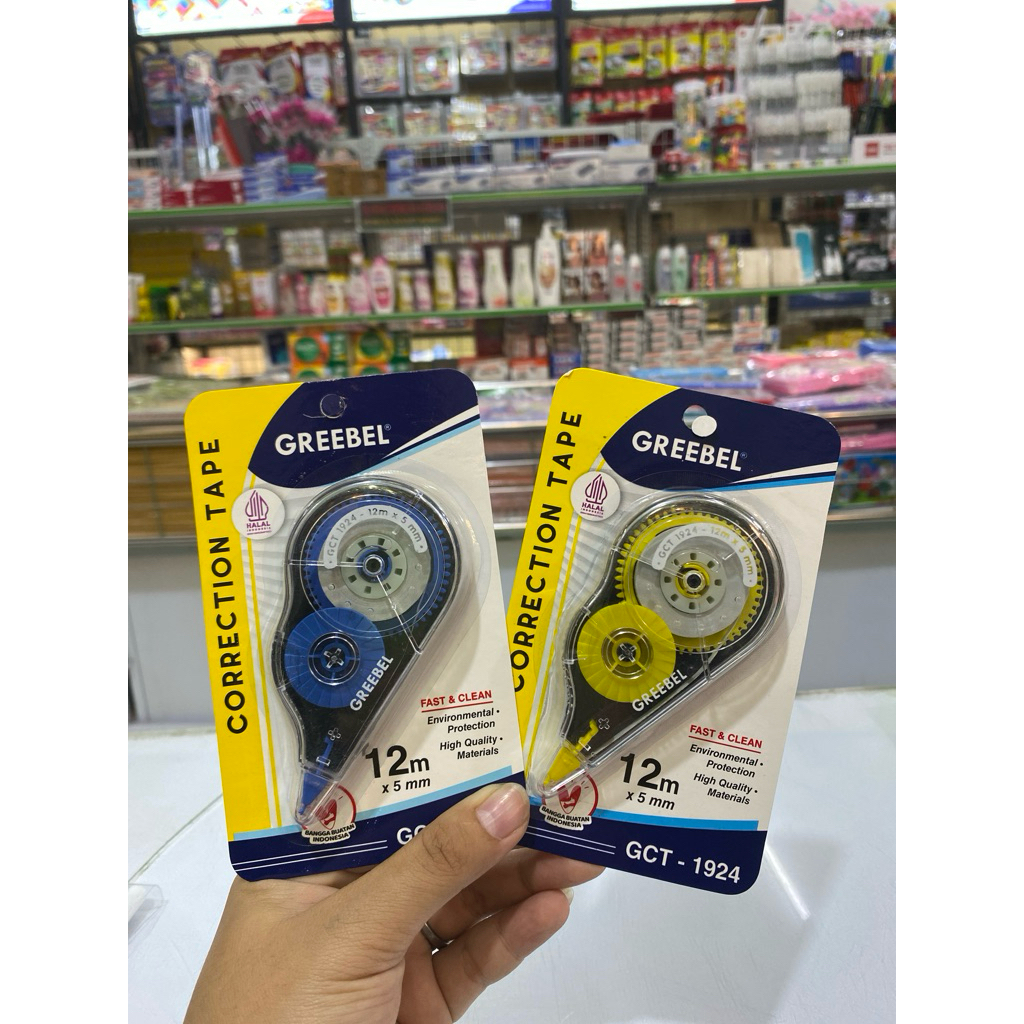 CORRECTION TAPE
GREEBEL®
HALAL
INDONESIA
GCT 1924 - 12m x 5 mm
GREEBEL
FAST & CLEAN
Environmental •
Protection
High Quality •
Materials
12m
x 5 mm
BANGGA BUATAN
INDONESIA
CORRECTION TAPE
GREEBEL®
HALAL
INDONESIA
GCT 1924 - 12m x 5 mm
GREEBEL
FAST & CLEAN
Environmental •
Protection
High Quality •
Materials
12m
x 5 mm
BANGGA BUATAN
INDONESIA
GCT - 1924